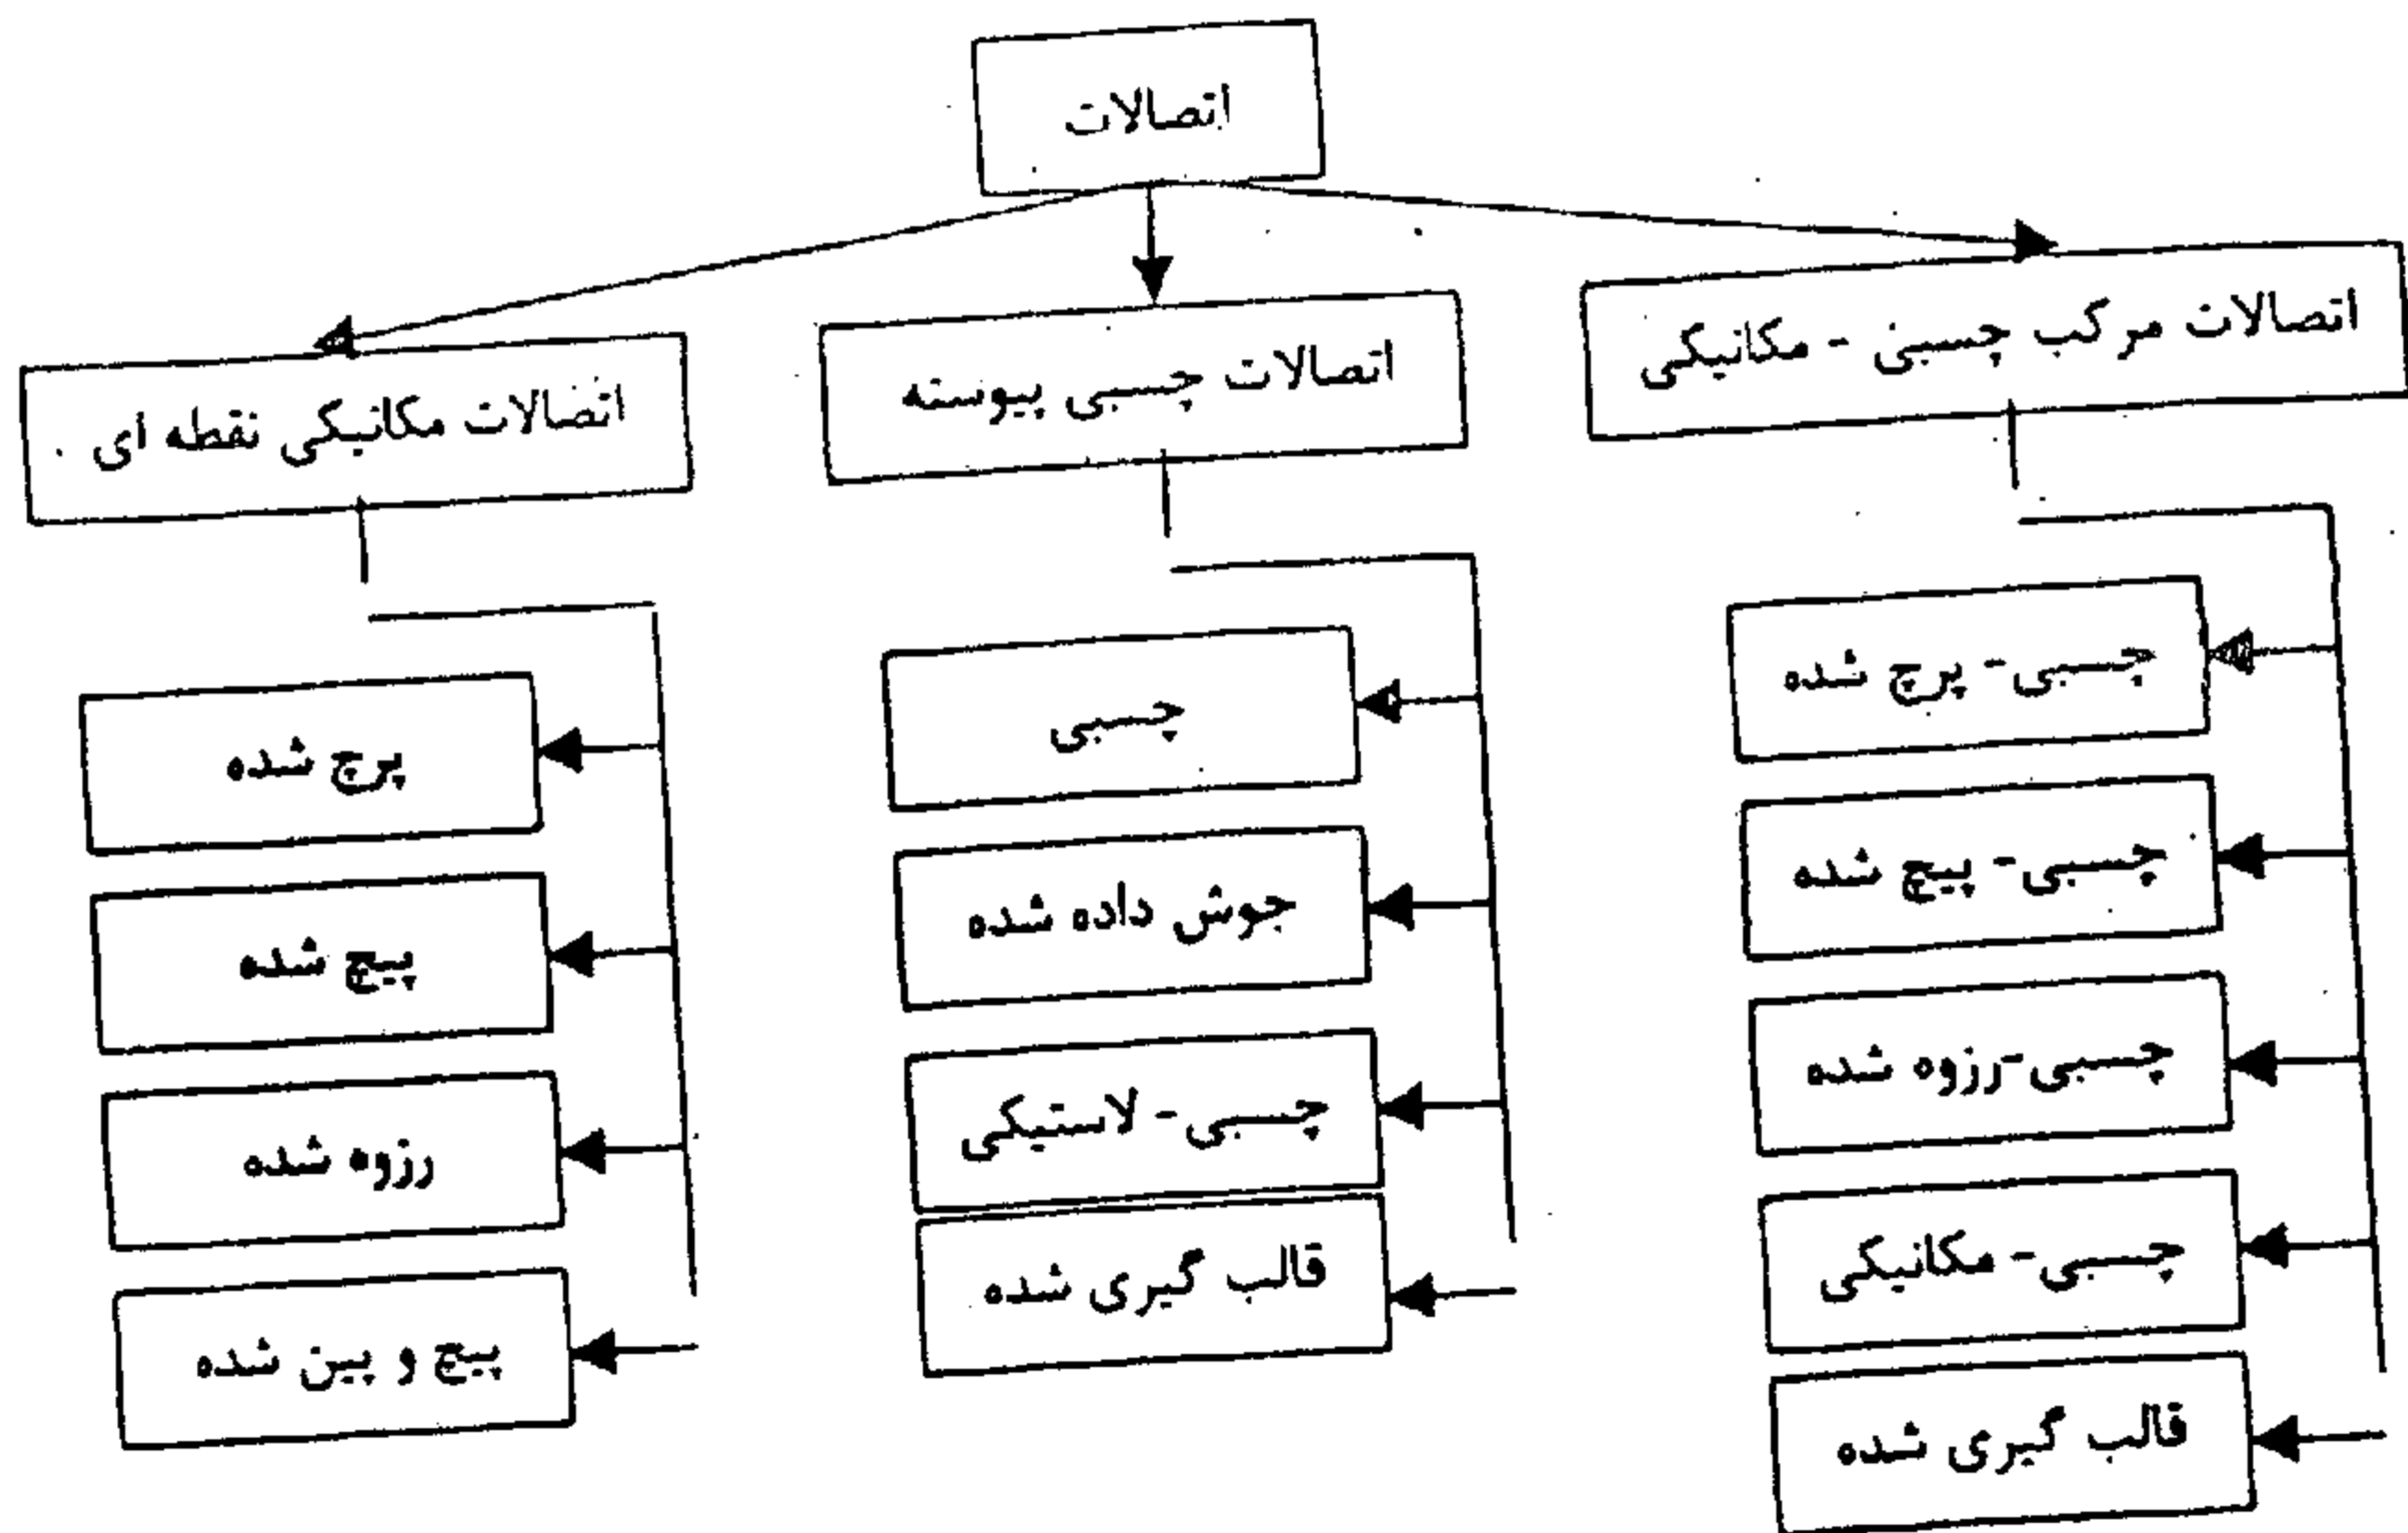 اتصالات
اتصالات مرکب چسبی - مکانیکی
چسبی - پرچ شده
چسبی - پیچ شده
چسبی - رزوه شده
چسبی - مکانیکی
قالب گیری شده
اتصالات چسبی پیوسته
چسبی
جوش داده شده
چسبی - لاستیکی
قالب گیری شده
اتصالات مکانیکی نقطه ای
پرچ شده
پیچ شده
رزوه شده
پیچ و پین شده